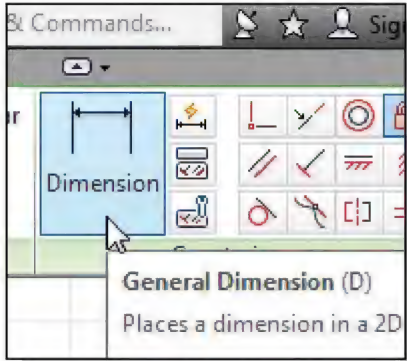 & Commands...
Sig
Dimension
General Dimension (D)
Places a dimension in a 2D